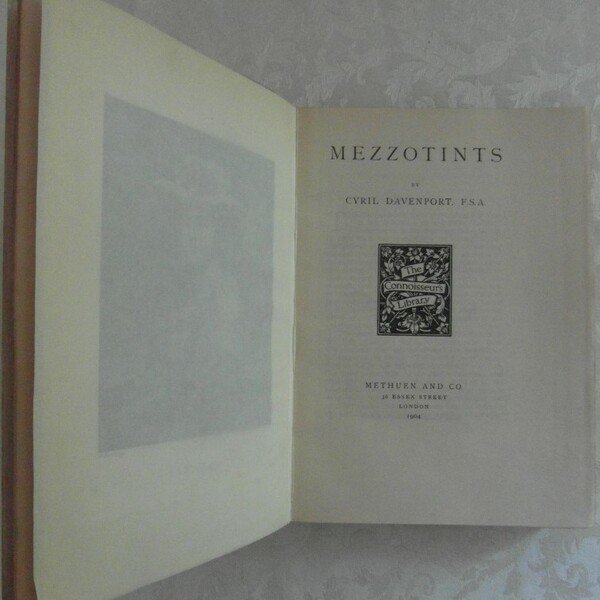 MEZZOTINTS
BY
CYRIL DAVENPORT, F.S.A.
The
Connoisseur's
Library
METHUEN AND CO
36 ESSEX STREET
LONDON
1904